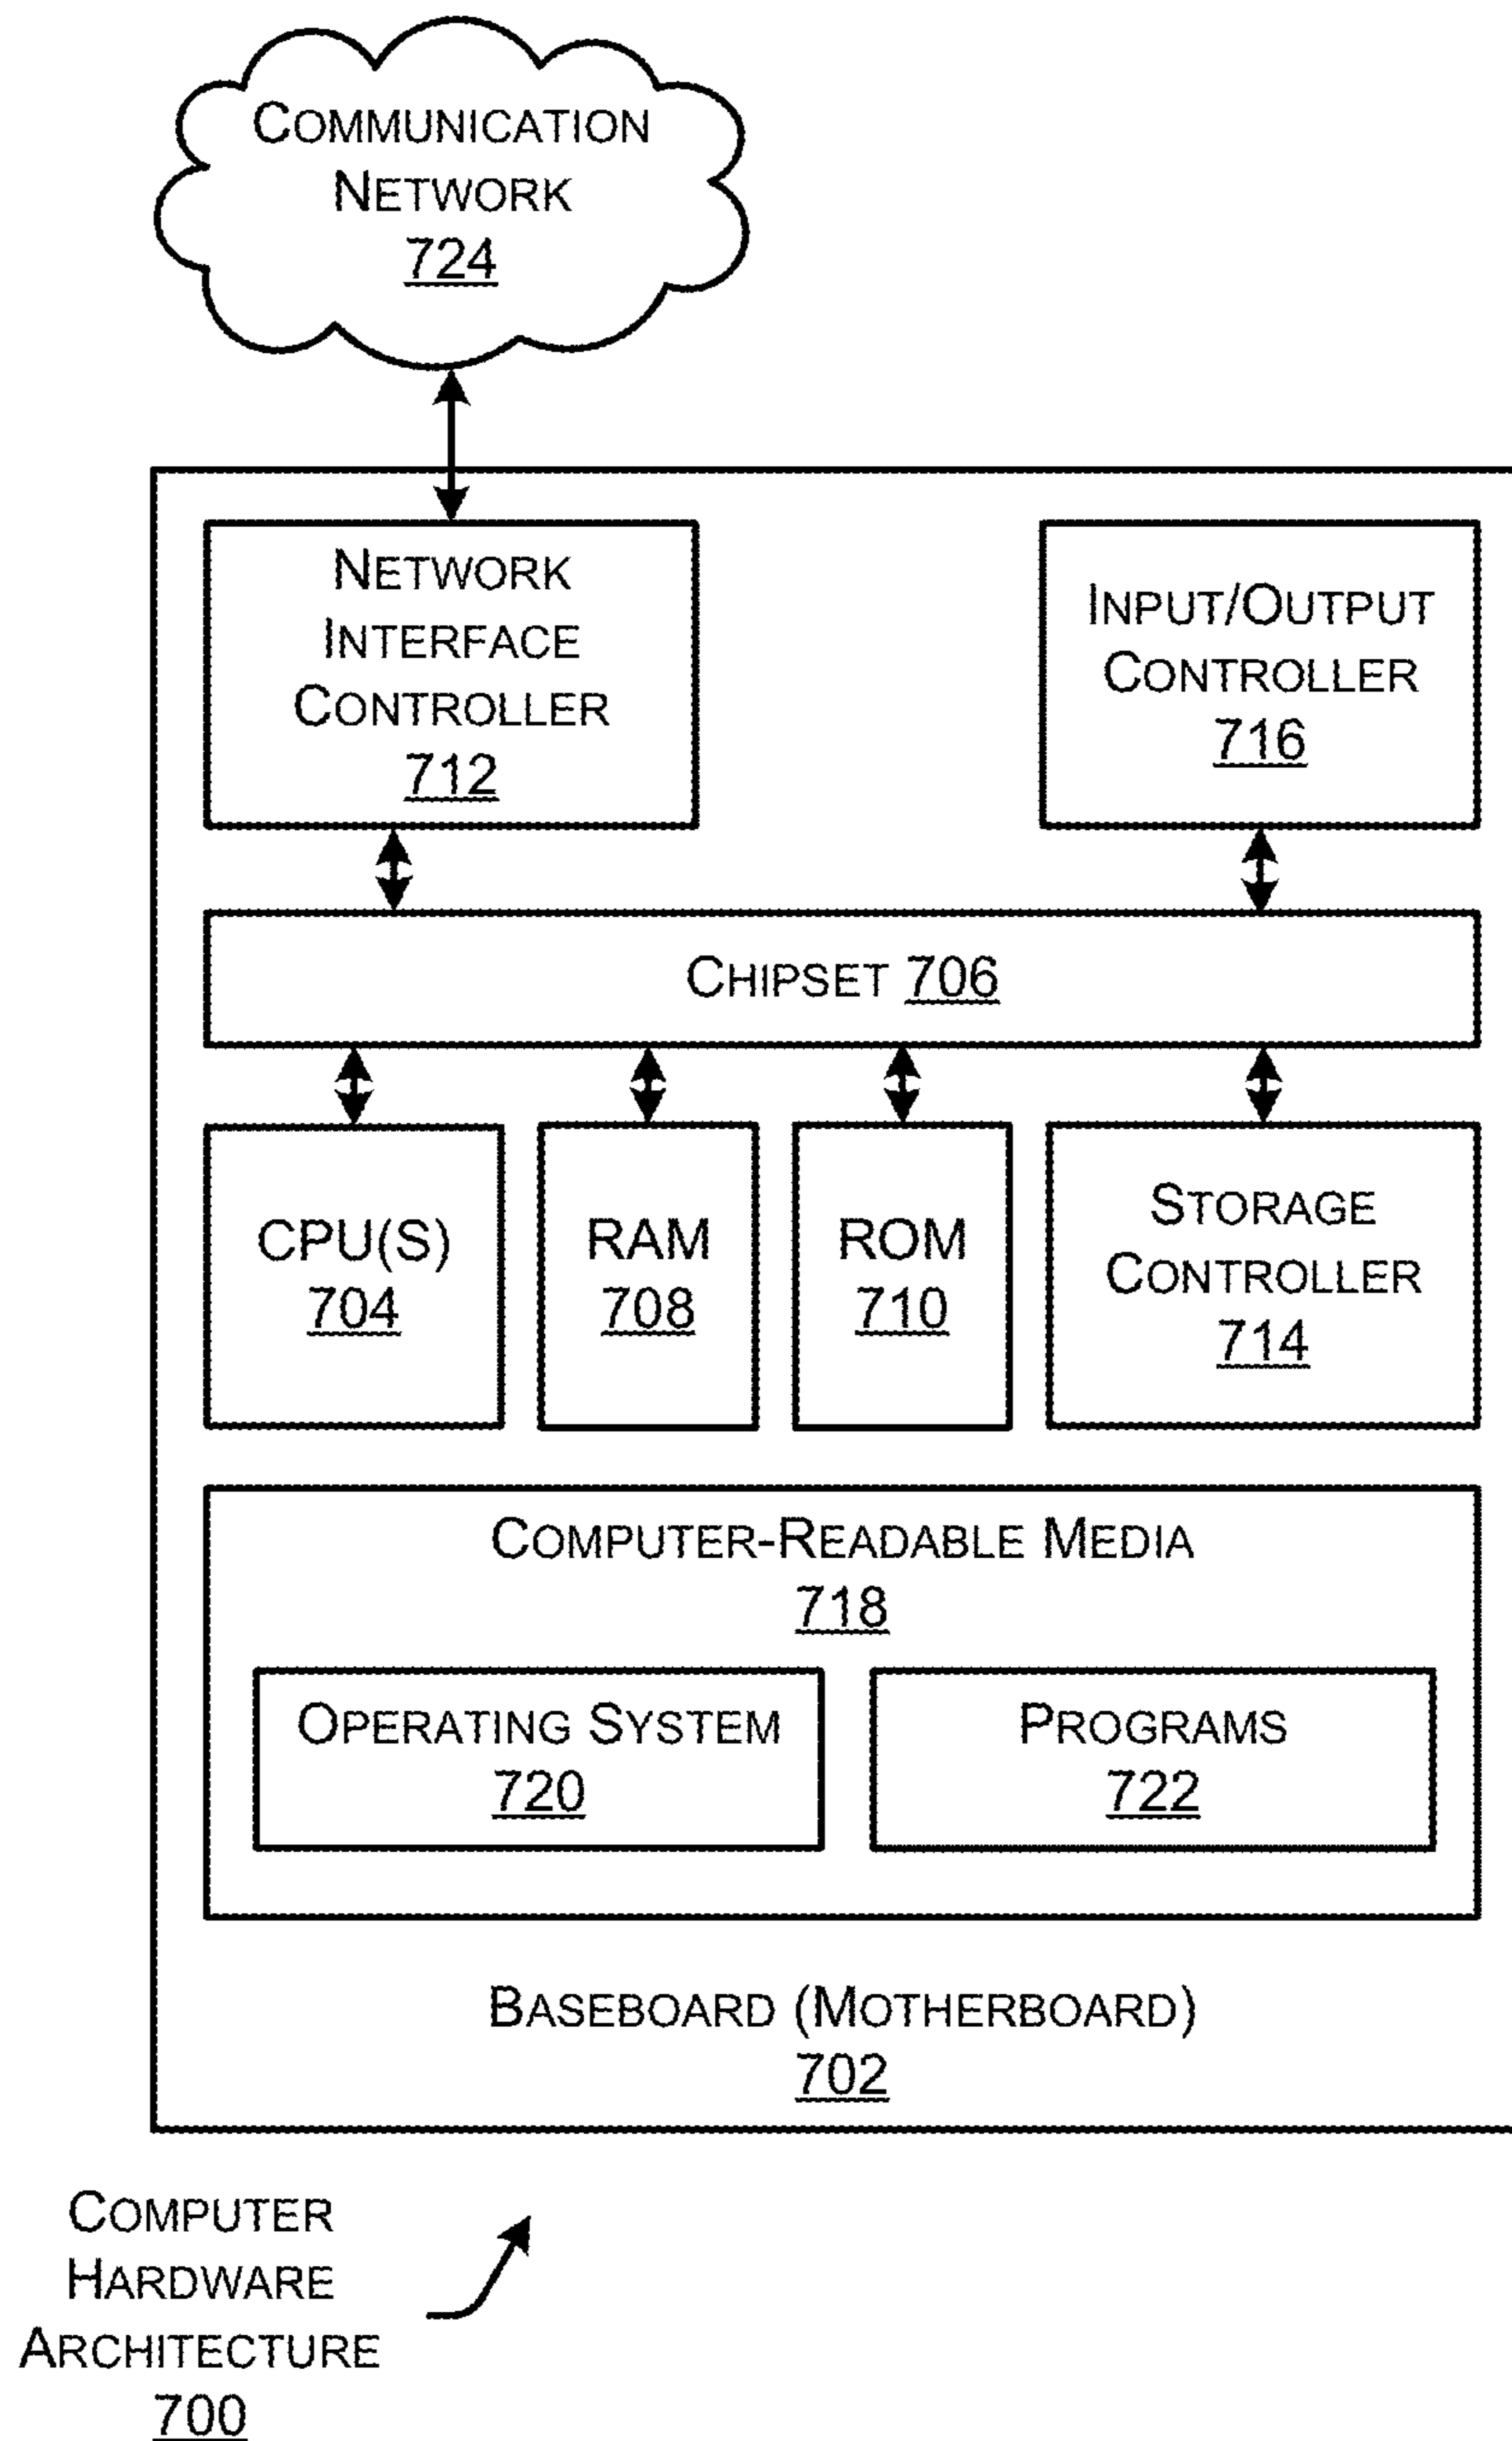 COMMUNICATION
NETWORK
724
NETWORK
INTERFACE
CONTROLLER
712
INPUT/OUTPUT
CONTROLLER
716
CHIPSET 706
CPU(S)
704
RAM
708
ROM
710
STORAGE
CONTROLLER
714
COMPUTER-READABLE MEDIA
718
OPERATING SYSTEM
720
PROGRAMS
722
BASEBOARD (MOTHERBOARD)
702
COMPUTER
HARDWARE
ARCHITECTURE
700